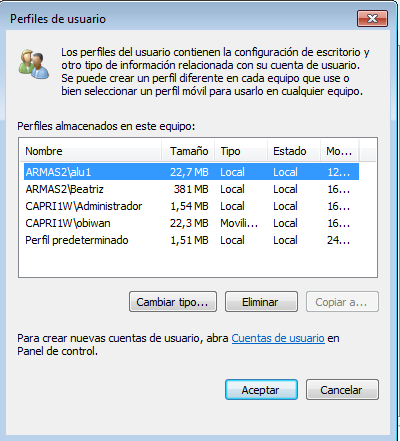 Perfiles de usuario
Los perfiles del usuario contienen la configuración de escritorio y
otro tipo de información relacionada con su cuenta de usuario.
Se puede crear un perfil diferente en cada equipo que use o
bien seleccionar un perfil móvil para usarlo en cualquier equipo.
Perfiles almacenados en este equipo:
Nombre Tamaño Tipo Estado Mo...
ARMAS2\alu1 22,7 MB Local Local 12...
ARMAS2\Beatriz 381 MB Local Local 16...
CAPRI1W\Administrador 1,54 MB Local Local 16...
CAPRI1W\obiwan 22,3 MB Movili... Local 16...
Perfil predeterminado 1,51 MB Local Local 24...
Cambiar tipo... Eliminar Copiar a...
Para crear nuevas cuentas de usuario, abra Cuentas de usuario en
Panel de control.
Aceptar Cancelar